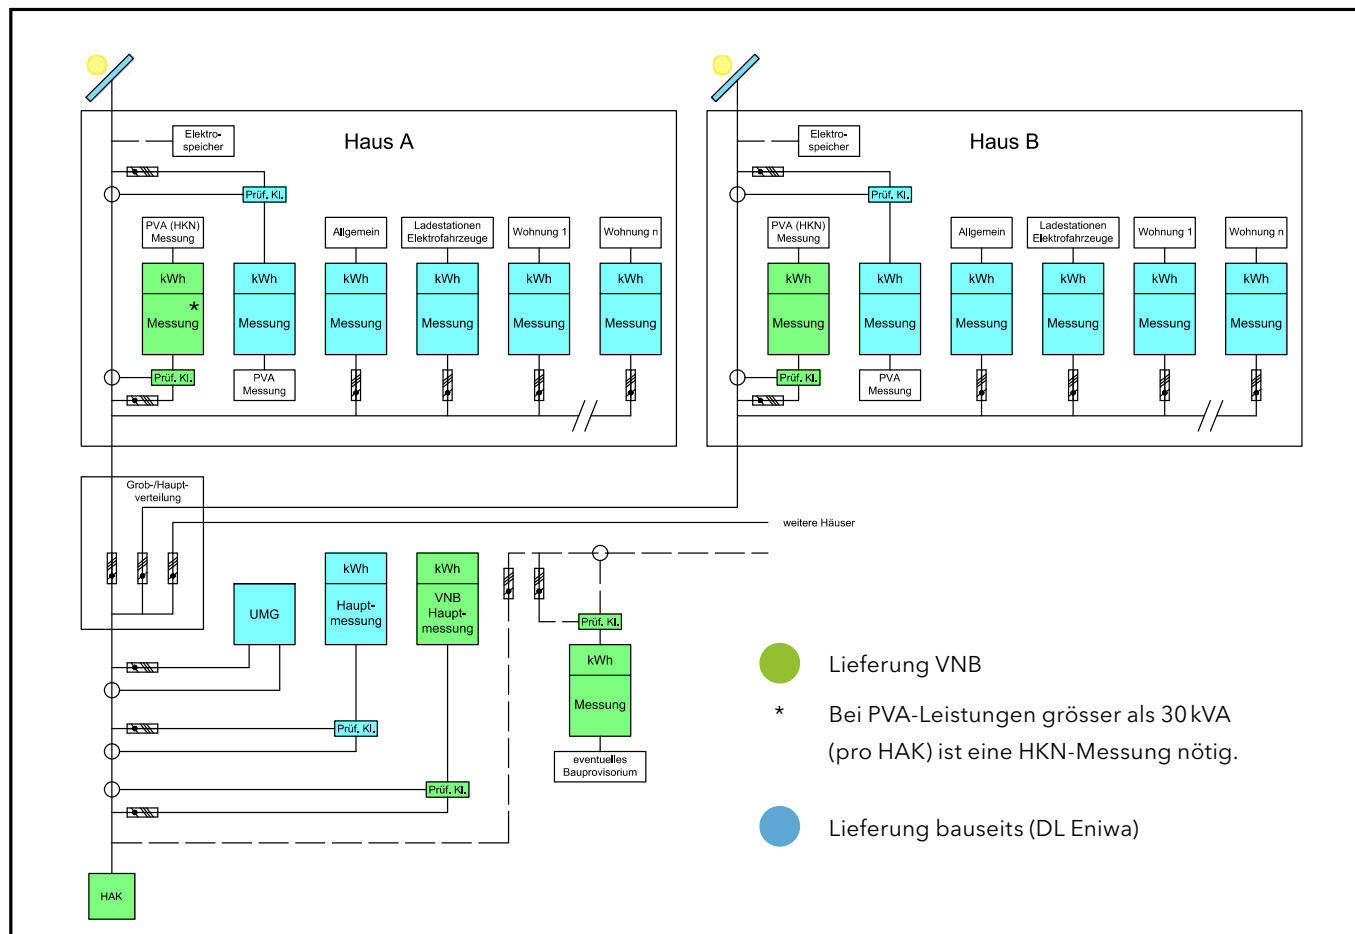 Haus A
Elektro-
speicher
Prüf. Kl.
PVA (HKN)
Messung
Allgemein
Ladestationen
Elektrofahrzeuge
Wohnung 1
Wohnung n
kWh
kWh
kWh
kWh
kWh
kWh
*
Messung
Messung
Messung
Messung
Messung
Messung
Prüf. Kl.
PVA
Messung
Haus B
Elektro-
speicher
Prüf. Kl.
PVA (HKN)
Messung
Allgemein
Ladestationen
Elektrofahrzeuge
Wohnung 1
Wohnung n
kWh
kWh
kWh
kWh
kWh
kWh
Messung
Messung
Messung
Messung
Messung
Messung
Prüf. Kl.
PVA
Messung
Grob-/Haupt-
verteilung
weitere Häuser
UMG
kWh
Haupt-
messung
kWh
VNB
Haupt-
messung
Prüf. Kl.
Prüf. Kl.
Prüf. Kl.
kWh
Messung
eventuelles
Bauprovisorium
HAK
Lieferung VNB
* Bei PVA-Leistungen grösser als 30 kVA
(pro HAK) ist eine HKN-Messung nötig.
Lieferung bauseits (DL Eniwa)